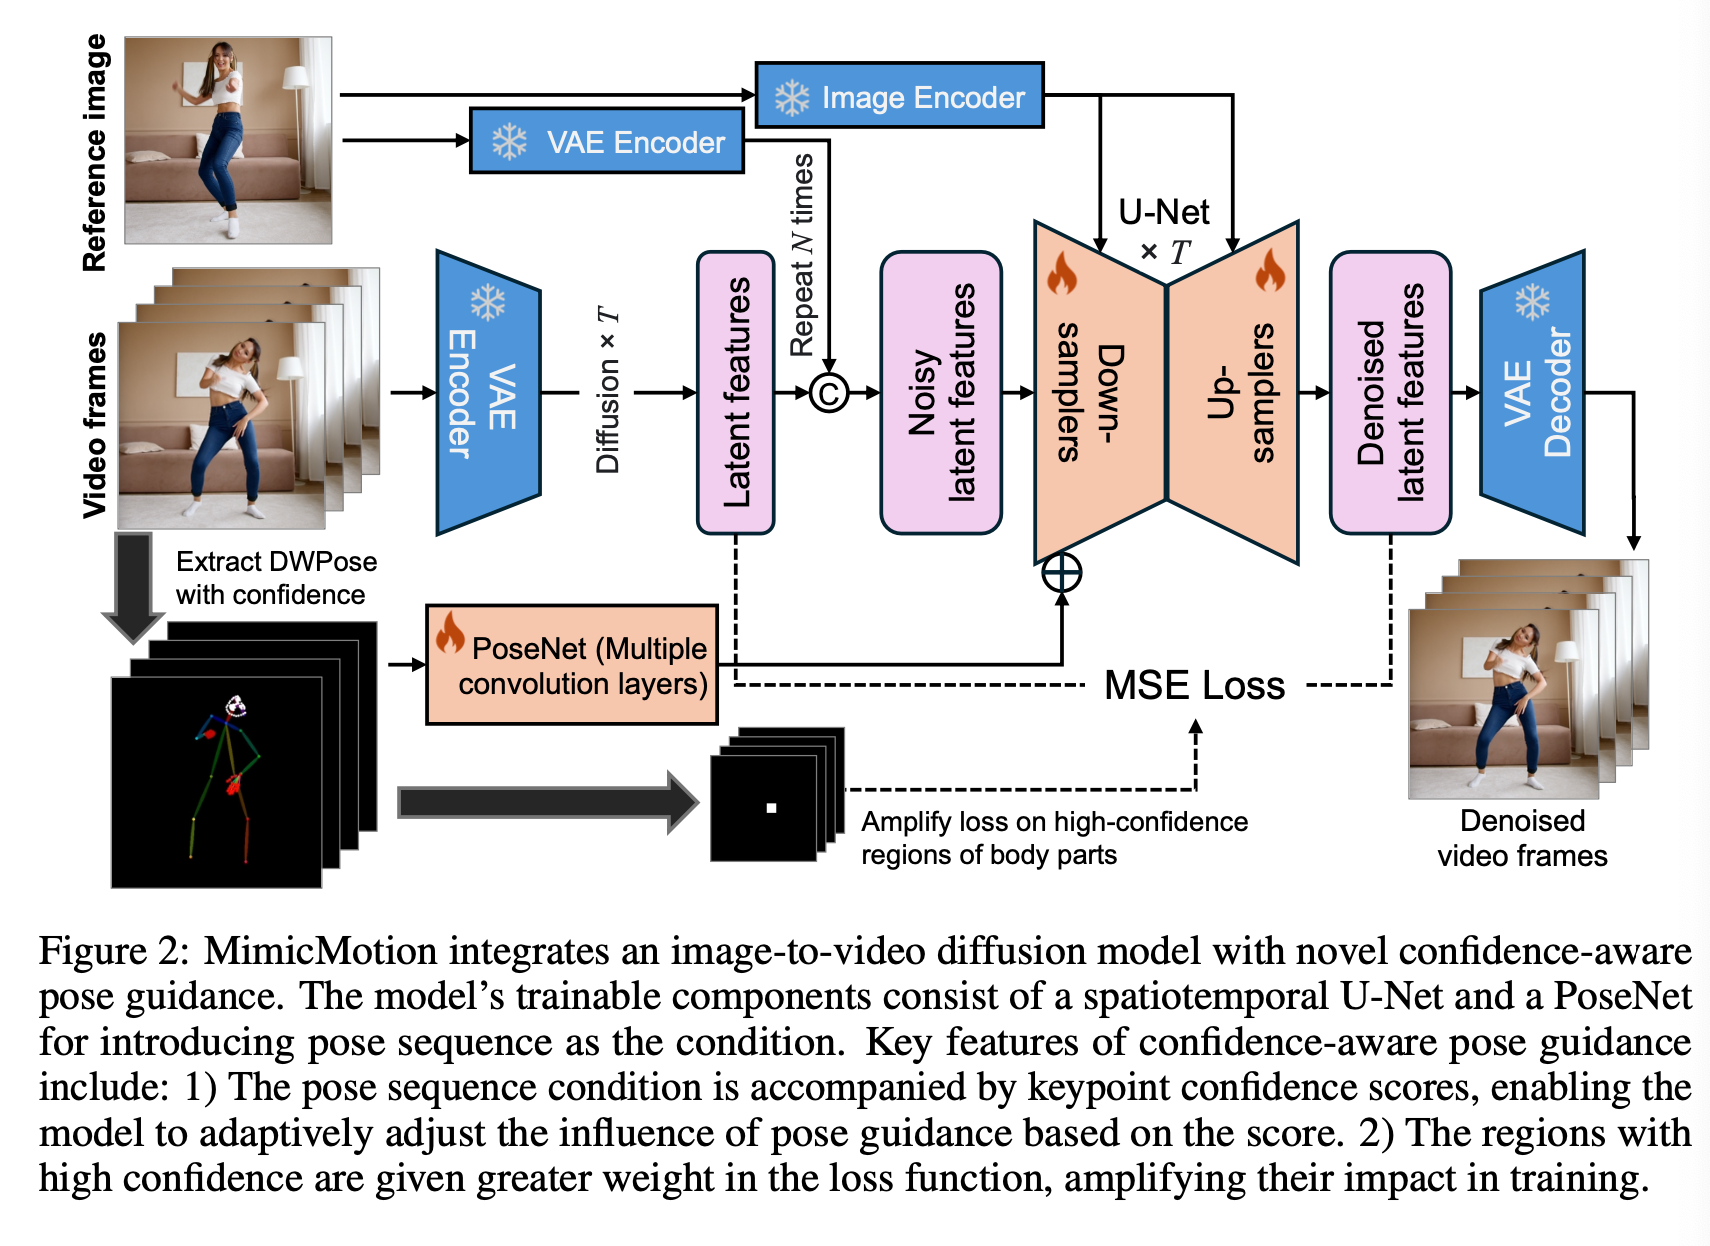 Reference image
Image Encoder
VAE Encoder
Repeat N times
U-Net
× T
Video frames
VAE
Encoder
Diffusion × T
Latent features
C
Noisy
latent features
Down-
samplers
Up-
samplers
Denoised
latent features
VAE
Decoder
Extract DWPose
with confidence
PoseNet (Multiple
convolution layers)
MSE Loss
Amplify loss on high-confidence
regions of body parts
Denoised
video frames
Figure 2: MimicMotion integrates an image-to-video diffusion model with novel confidence-aware
pose guidance. The model’s trainable components consist of a spatiotemporal U-Net and a PoseNet
for introducing pose sequence as the condition. Key features of confidence-aware pose guidance
include: 1) The pose sequence condition is accompanied by keypoint confidence scores, enabling the
model to adaptively adjust the influence of pose guidance based on the score. 2) The regions with
high confidence are given greater weight in the loss function, amplifying their impact in training.